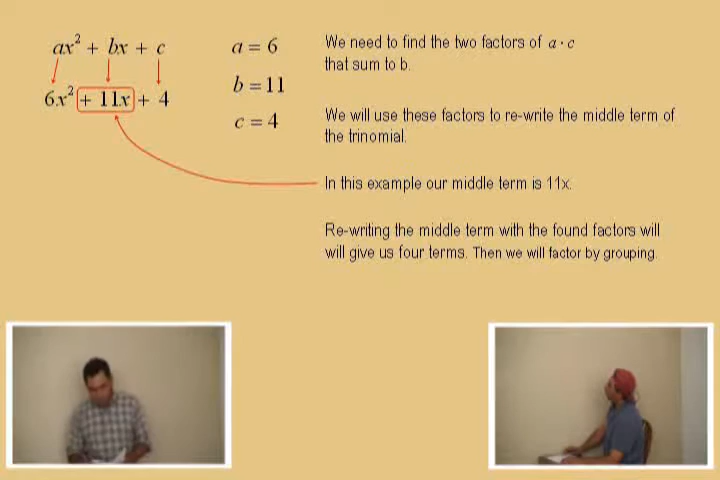 ax² + bx + c
6x² + 11x + 4
a = 6
b = 11
c = 4
We need to find the two factors of a · c
that sum to b.
We will use these factors to re-write the middle term of
the trinomial.
In this example our middle term is 11x.
Re-writing the middle term with the found factors will
will give us four terms. Then we will factor by grouping.